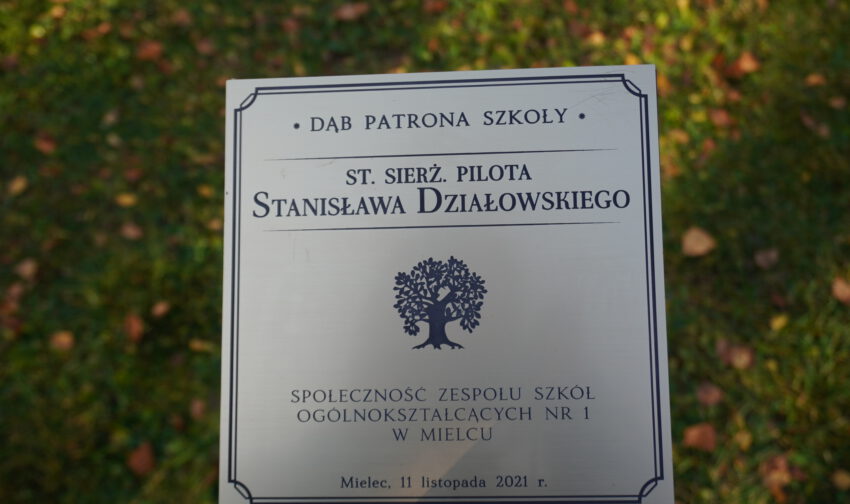 • DĄB PATRONA SZKOŁY •
ST. SIERŻ. PILOTA
STANISŁAWA DZIAŁOWSKIEGO
SPOŁECZNOŚĆ ZESPOŁU SZKÓŁ
OGÓLNOKSZTAŁCĄCYCH NR 1
W MIELCU
Mielec, 11 listopada 2021 r.